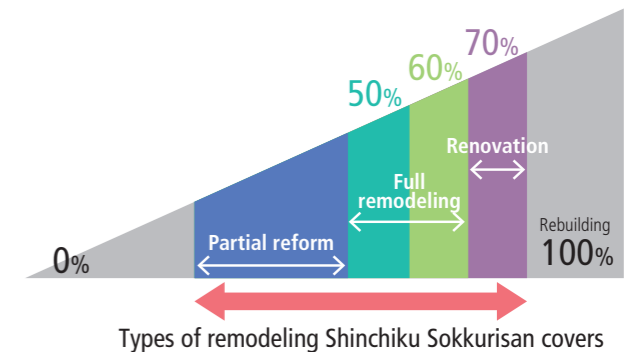 70%
60%
50%
Renovation
Full
remodeling
Partial reform
Rebuilding
100%
0%
Types of remodeling Shinchiku Sokkurisan covers